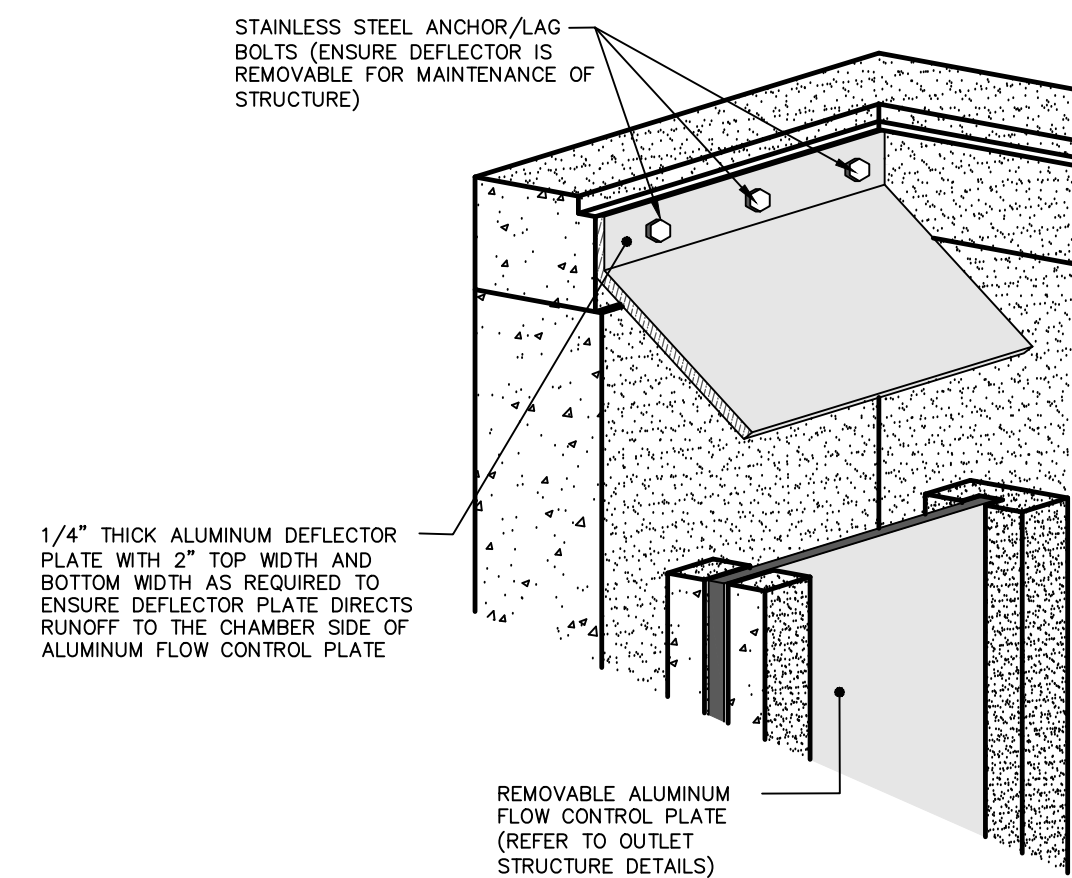 STAINLESS STEEL ANCHOR/LAG
BOLTS (ENSURE DEFLECTOR IS
REMOVABLE FOR MAINTENANCE OF
STRUCTURE)
1/4” THICK ALUMINUM DEFLECTOR
PLATE WITH 2” TOP WIDTH AND
BOTTOM WIDTH AS REQUIRED TO
ENSURE DEFLECTOR PLATE DIRECTS
RUNOFF TO THE CHAMBER SIDE OF
ALUMINUM FLOW CONTROL PLATE
REMOVABLE ALUMINUM
FLOW CONTROL PLATE
(REFER TO OUTLET
STRUCTURE DETAILS)